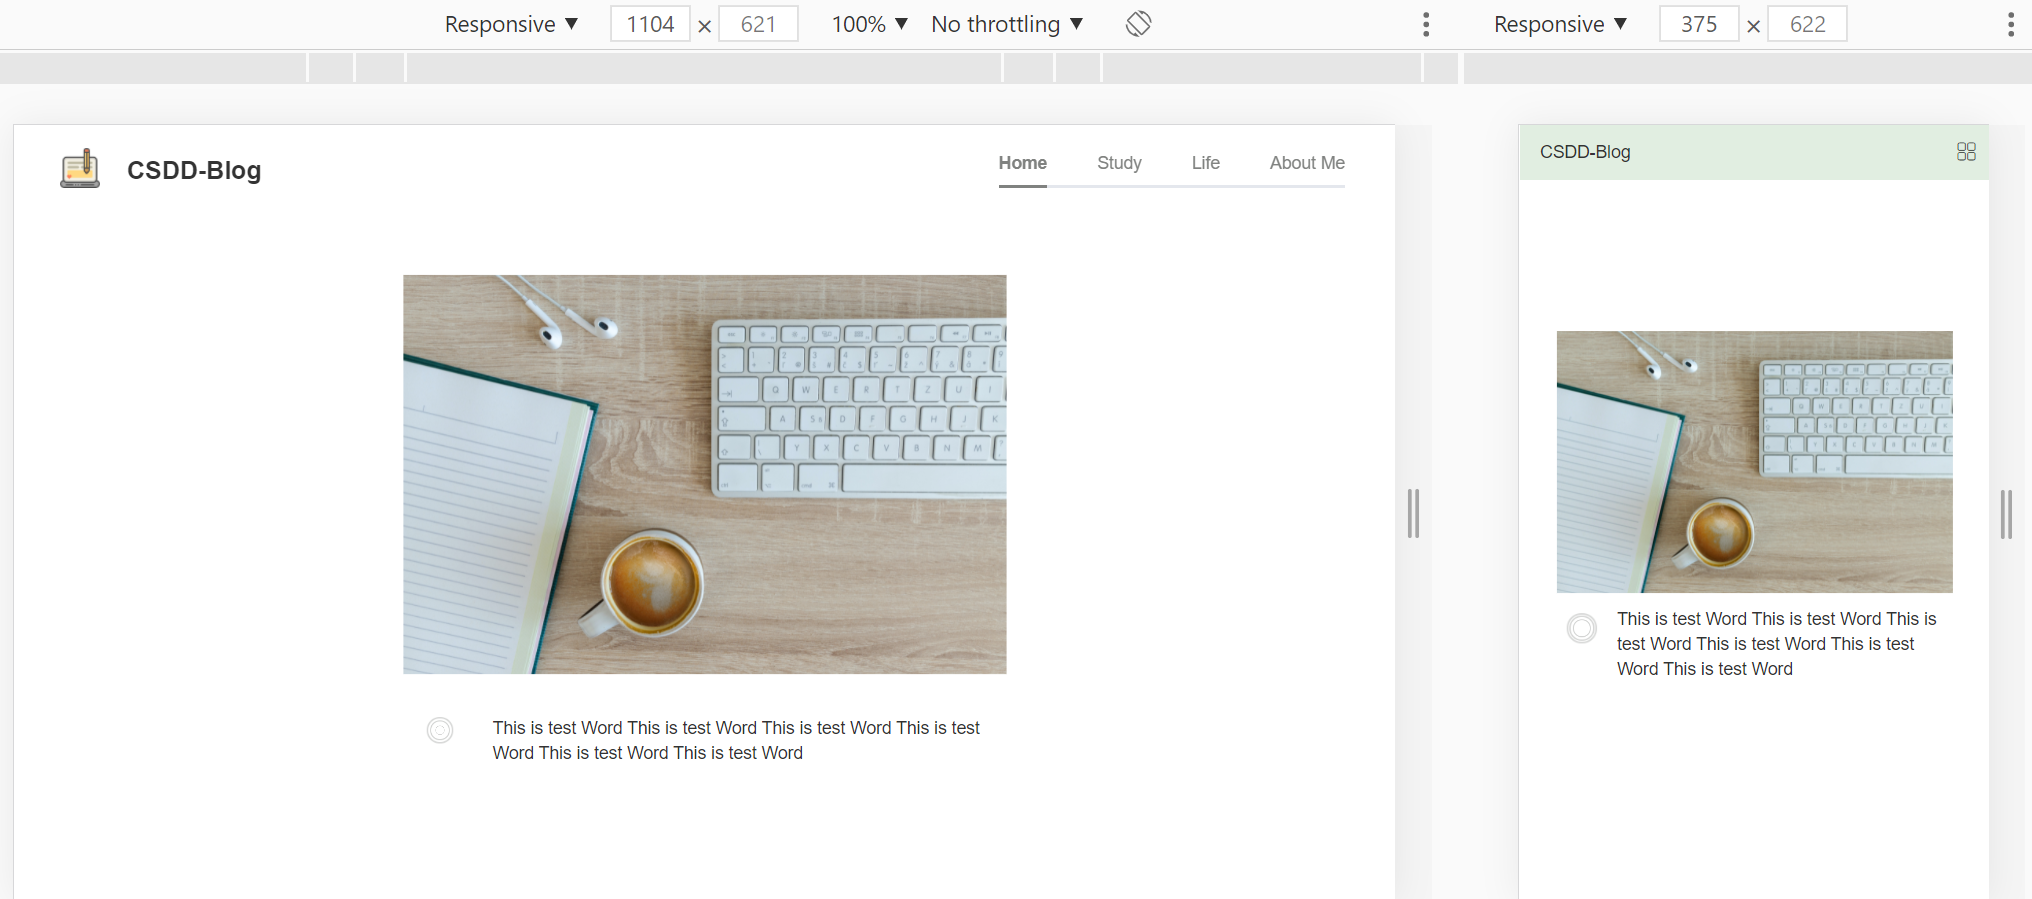 Responsive ▼ 1104 × 621 100% ▼ No throttling ▼
Responsive ▼ 375 × 622
CSDD-Blog
Home Study Life About Me
This is test Word This is test Word This is test Word This is test
Word This is test Word This is test Word
CSDD-Blog
This is test Word This is test Word This is
test Word This is test Word This is test
Word This is test Word